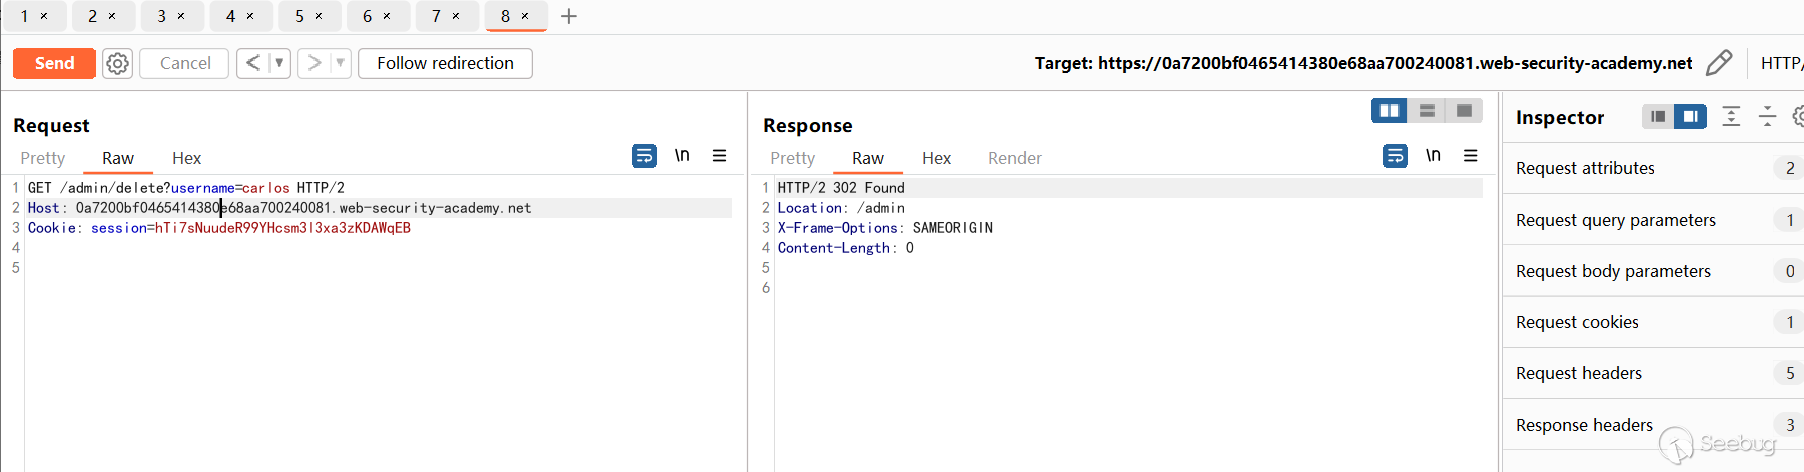 1 × 2 × 3 × 4 × 5 × 6 × 7 × 8 × +
Send Cancel < > Follow redirection Target: https://0a7200bf0465414380e68aa700240081.web-security-academy.net HTTP/
Request
Pretty Raw Hex \n
1 GET /admin/delete?username=carlos HTTP/2
2 Host: 0a7200bf0465414380e68aa700240081.web-security-academy.net
3 Cookie: session=hTi7sNuudeR99YHcsm3l3xa3zKDAWqEB
4
5
Response
Pretty Raw Hex Render \n
1 HTTP/2 302 Found
2 Location: /admin
3 X-Frame-Options: SAMEORIGIN
4 Content-Length: 0
5
6
Inspector
Request attributes 2
Request query parameters 1
Request body parameters 0
Request cookies 1
Request headers 5
Response headers 3
Seebug